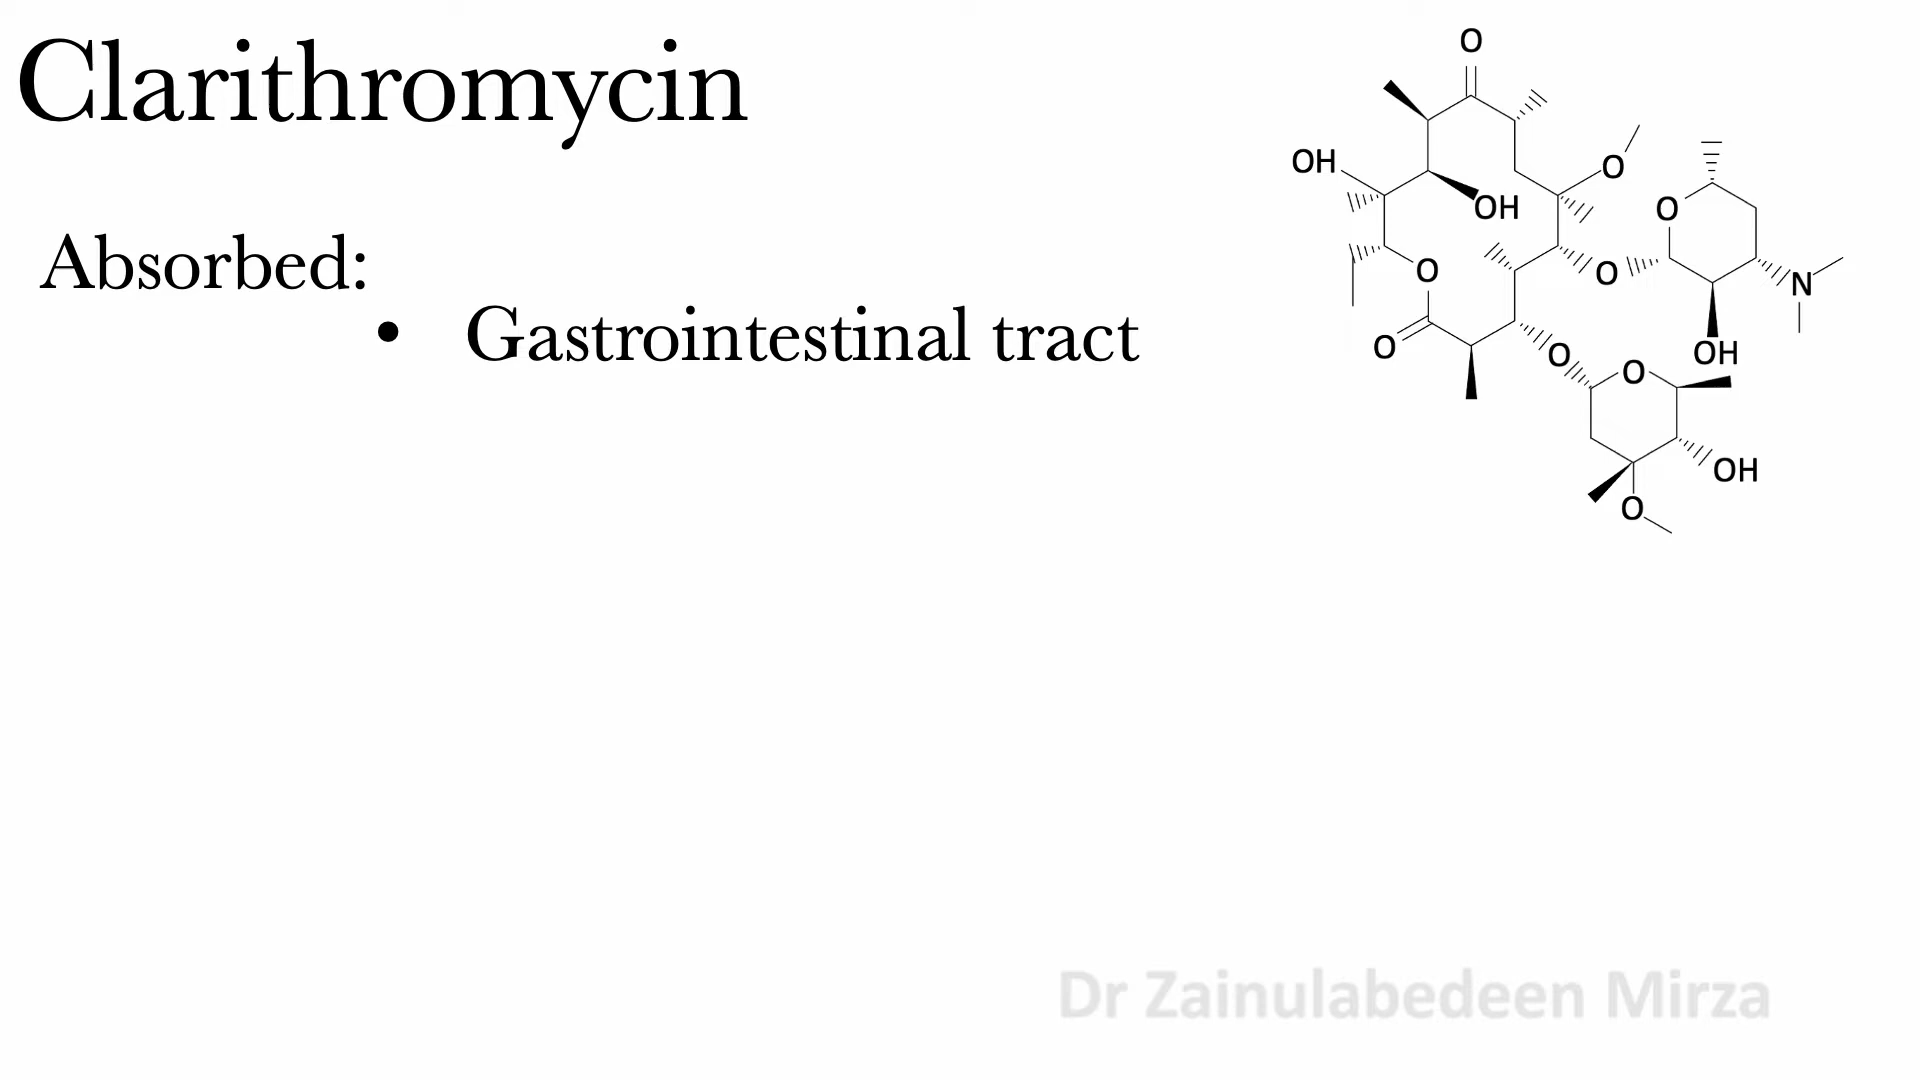 Clarithromycin
Absorbed:
• Gastrointestinal tract
O
OH
O
OH
O
O
O
N
O
O
OH
O
OH
O
Dr Zainulabedeen Mirza